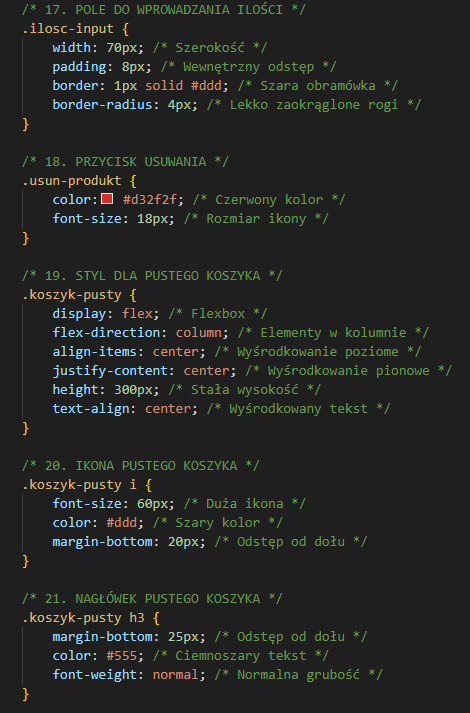 /* 17. POLE DO WPROWADZANIA ILOŚCI */
.ilosc-input {
width: 70px; /* Szerokość */
padding: 8px; /* Wewnętrzny odstęp */
border: 1px solid #ddd; /* Szara obramówka */
border-radius: 4px; /* Lekko zaokrąglone rogi */
}
/* 18. PRZYCISK USUWANIA */
.usun-produkt {
color: #d32f2f; /* Czerwony kolor */
font-size: 18px; /* Rozmiar ikony */
}
/* 19. STYL DLA PUSTEGO KOSZYKA */
.koszyk-pusty {
display: flex; /* Flexbox */
flex-direction: column; /* Elementy w kolumnie */
align-items: center; /* Wyśrodkowanie poziome */
justify-content: center; /* Wyśrodkowanie pionowe */
height: 300px; /* Stała wysokość */
text-align: center; /* Wyśrodkowany tekst */
}
/* 20. IKONA PUSTEGO KOSZYKA */
.koszyk-pusty i {
font-size: 60px; /* Duża ikona */
color: #ddd; /* Szary kolor */
margin-bottom: 20px; /* Odstęp od dołu */
}
/* 21. NAGŁÓWEK PUSTEGO KOSZYKA */
.koszyk-pusty h3 {
margin-bottom: 25px; /* Odstęp od dołu */
color: #555; /* Ciemnoszary tekst */
font-weight: normal; /* Normalna grubość */
}